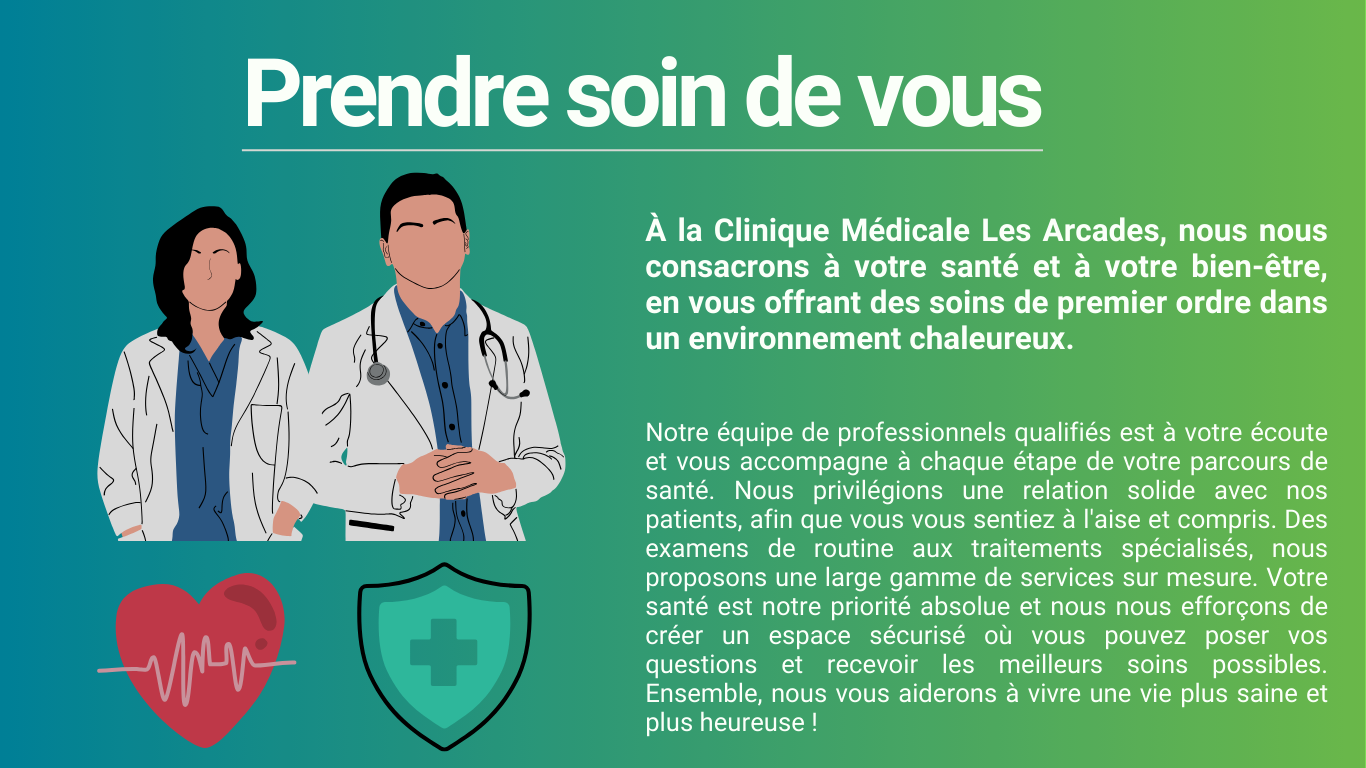 Prendre soin de vous
À la Clinique Médicale Les Arcades, nous nous
consacrons à votre santé et à votre bien-être,
en vous offrant des soins de premier ordre dans
un environnement chaleureux.
Notre équipe de professionnels qualifiés est à votre écoute
et vous accompagne à chaque étape de votre parcours de
santé. Nous privilégions une relation solide avec nos
patients, afin que vous vous sentiez à l'aise et compris. Des
examens de routine aux traitements spécialisés, nous
proposons une large gamme de services sur mesure. Votre
santé est notre priorité absolue et nous nous efforçons de
créer un espace sécurisé où vous pouvez poser vos
questions et recevoir les meilleurs soins possibles.
Ensemble, nous vous aiderons à vivre une vie plus saine et
plus heureuse !